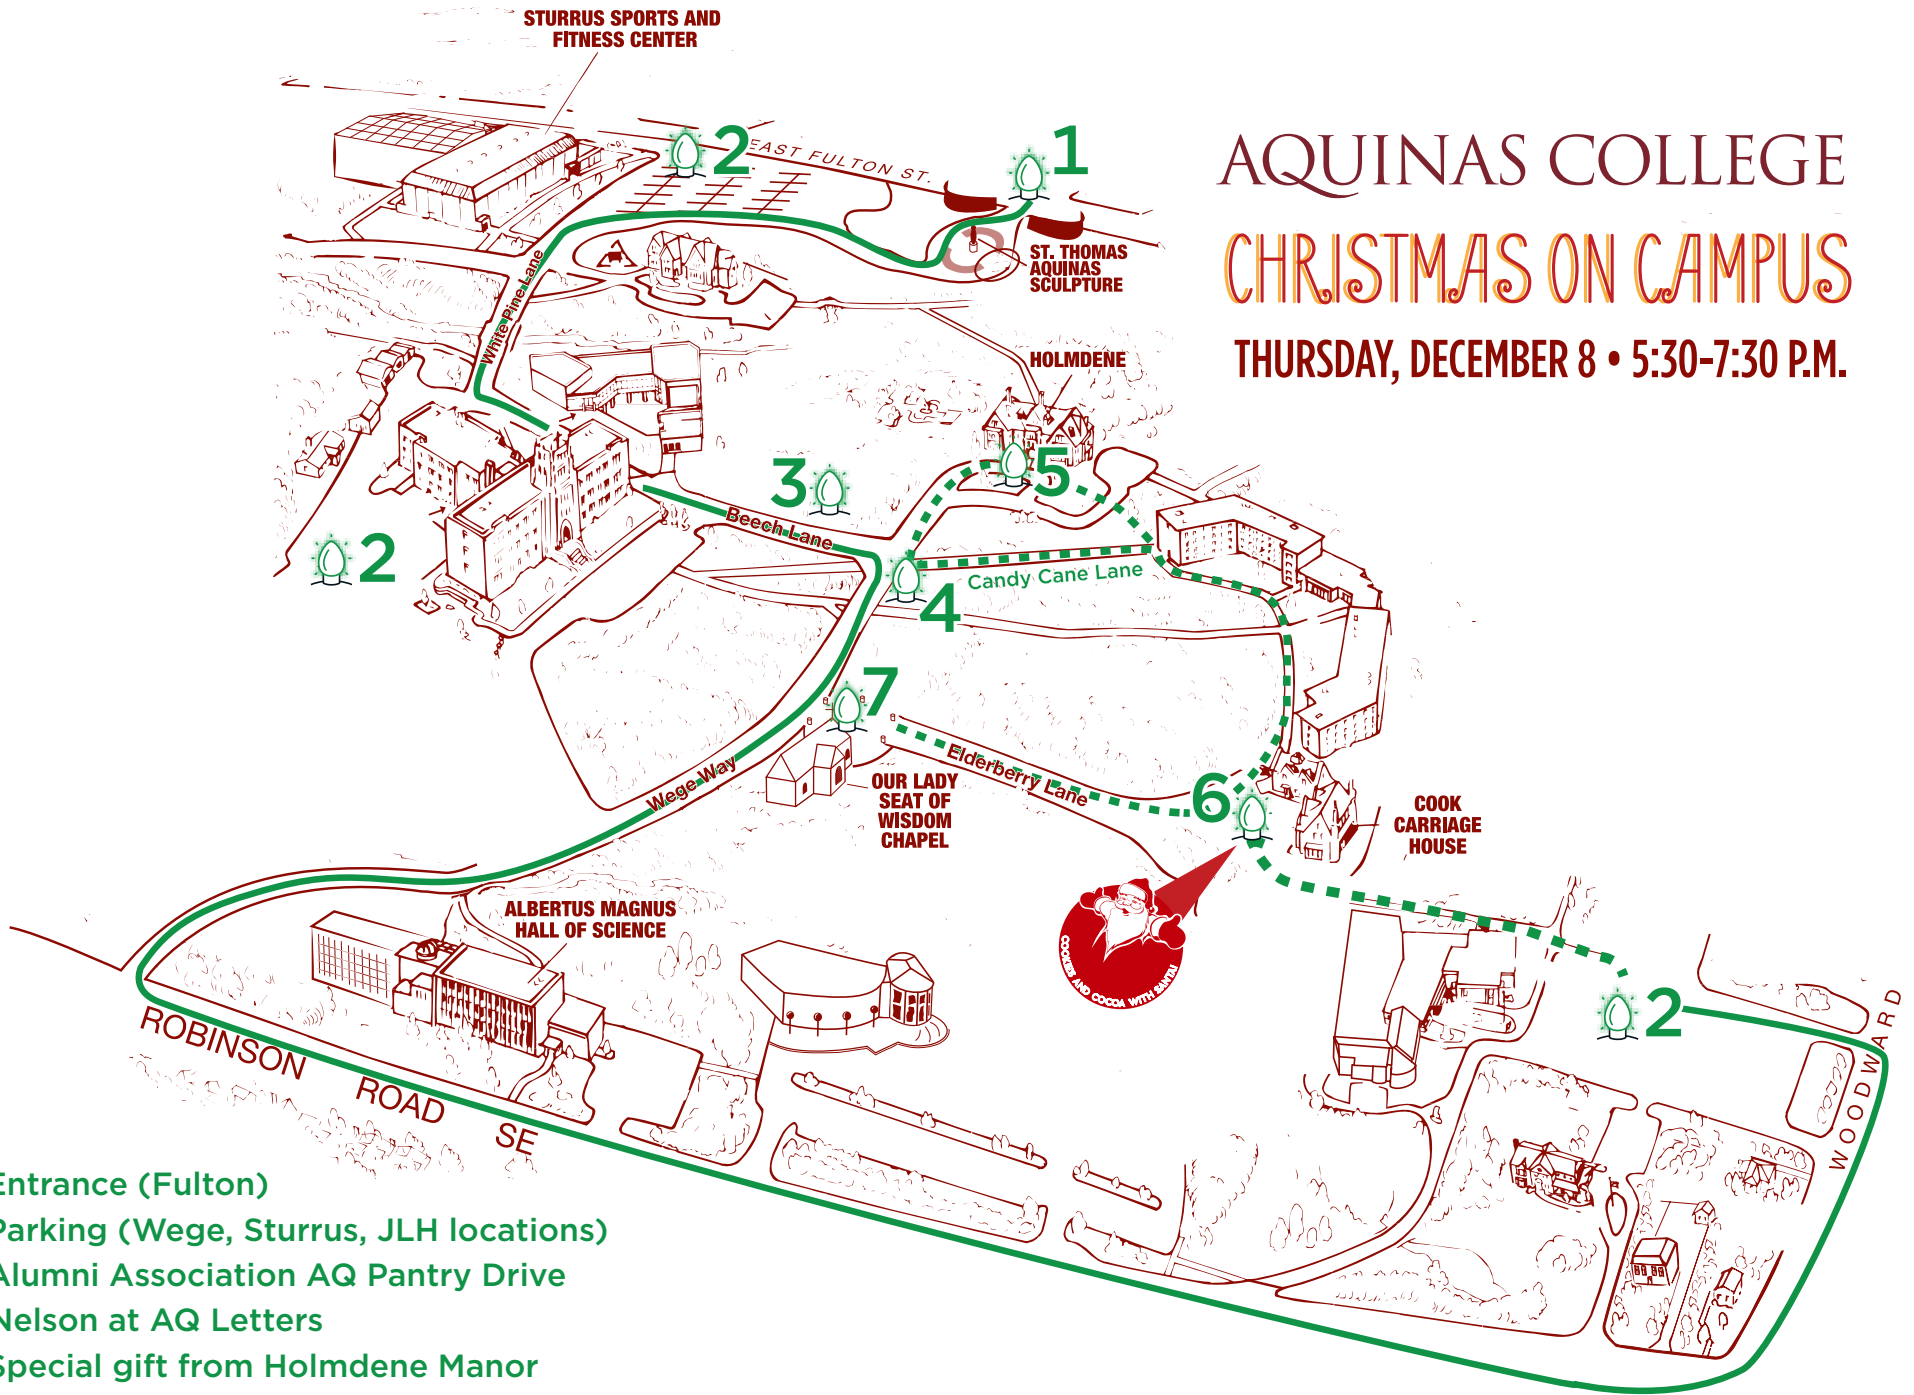 STURRUS SPORTS AND
FITNESS CENTER
2
EAST FULTON ST.
1
AQUINAS COLLEGE
CHRISTMAS ON CAMPUS
THURSDAY, DECEMBER 8 • 5:30-7:30 P.M.
ST. THOMAS
AQUINAS
SCULPTURE
White Pine Lane
HOLMDENE
5
3
Beech Lane
2
Candy Cane Lane
4
7
Elderberry Lane
Wege Way
OUR LADY
SEAT OF
WISDOM
CHAPEL
6
COOK
CARRIAGE
HOUSE
COOKIES AND COCOA WITH SANTA!
ALBERTUS MAGNUS
HALL OF SCIENCE
2
WOODWARD
ROBINSON ROAD SE
Entrance (Fulton)
Parking (Wege, Sturrus, JLH locations)
Alumni Association AQ Pantry Drive
Nelson at AQ Letters
Special gift from Holmdene Manor